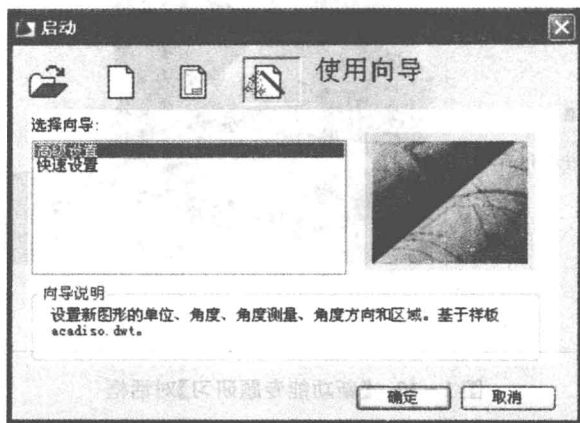 启动
使用向导
选择向导:
高级设置
快速设置
向导说明
设置新图形的单位、角度、角度测量、角度方向和区域。基于样板
acadiso.dwt。
确定
取消